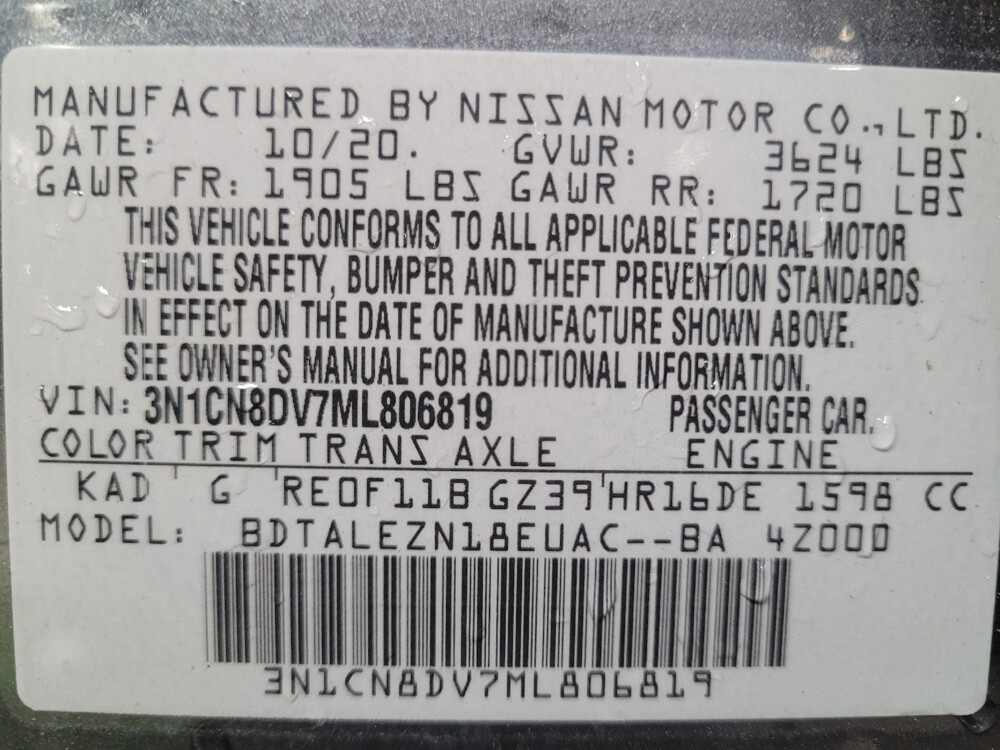 MANUFACTURED BY NISSAN MOTOR CO.,LTD.
DATE: 10/20. GVWR: 3624 LBS
GAWR FR: 1905 LBS GAWR RR: 1720 LBS
THIS VEHICLE CONFORMS TO ALL APPLICABLE FEDERAL MOTOR
VEHICLE SAFETY, BUMPER AND THEFT PREVENTION STANDARDS
IN EFFECT ON THE DATE OF MANUFACTURE SHOWN ABOVE.
SEE OWNER'S MANUAL FOR ADDITIONAL INFORMATION.
VIN: 3N1CN8DV7ML806819 PASSENGER CAR.
COLOR TRIM TRANS AXLE ENGINE
KAD G RE0F11B GZ39 HR16DE 1598 CC
MODEL: BDTALEZN18EUAC--BA 4Z00D
3N1CN8DV7ML806819